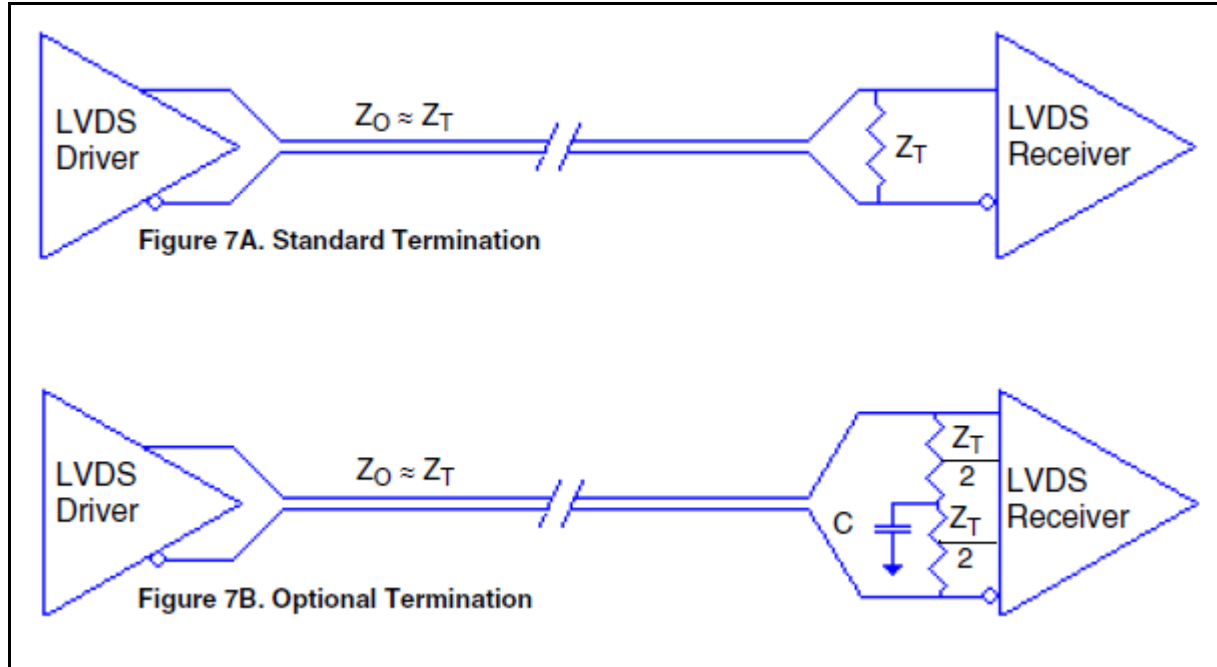 LVDS
Driver
Z_O ≈ Z_T
Z_T
LVDS
Receiver
Figure 7A. Standard Termination
LVDS
Driver
Z_O ≈ Z_T
C
Z_T
2
Z_T
2
LVDS
Receiver
Figure 7B. Optional Termination